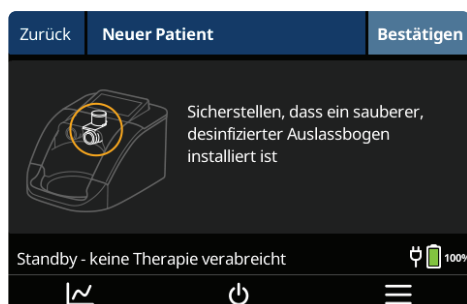 Zurück
Neuer Patient
Bestätigen
Sicherstellen, dass ein sauberer,
desinfizierter Auslassbogen
installiert ist
Standby - keine Therapie verabreicht
100%